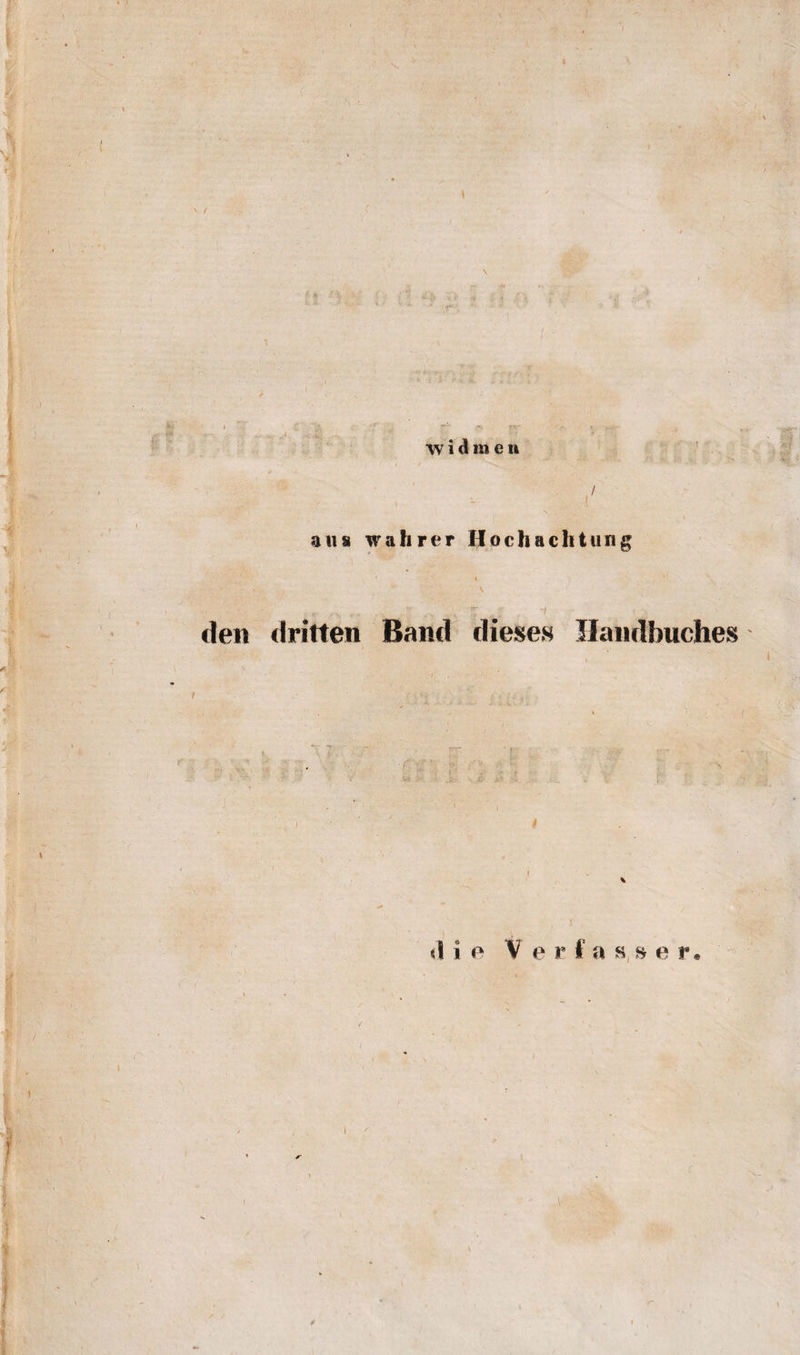 widmen
aus wahrer Hochachtung
den dritten Band dieses Handbuches
die Verfasser.